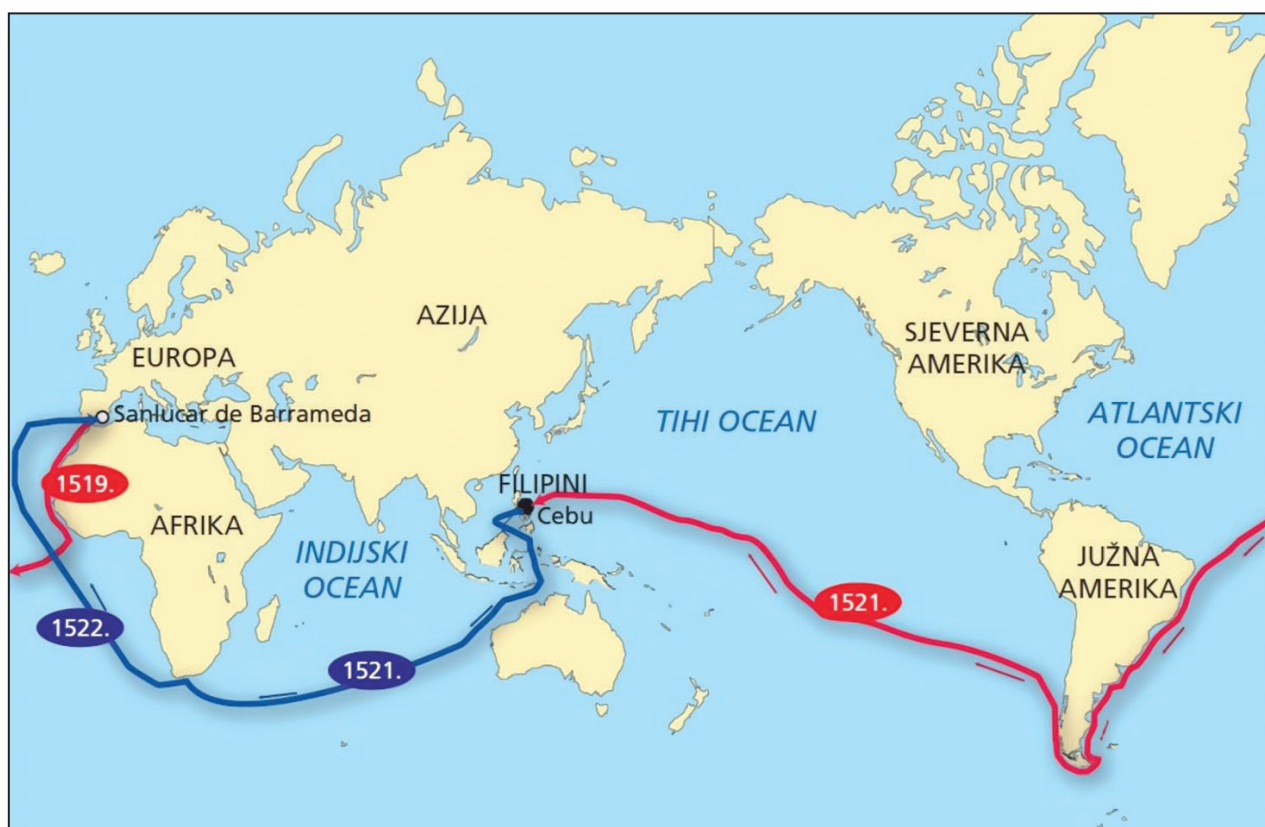 AZIJA
EUROPA
SJEVERNA
AMERIKA
Sanlucar de Barrameda
TIHI OCEAN
ATLANTSKI
OCEAN
1519.
FILIPINI
Cebu
AFRIKA
INDIJSKI
OCEAN
JUŽNA
AMERIKA
1521.
1522.
1521.